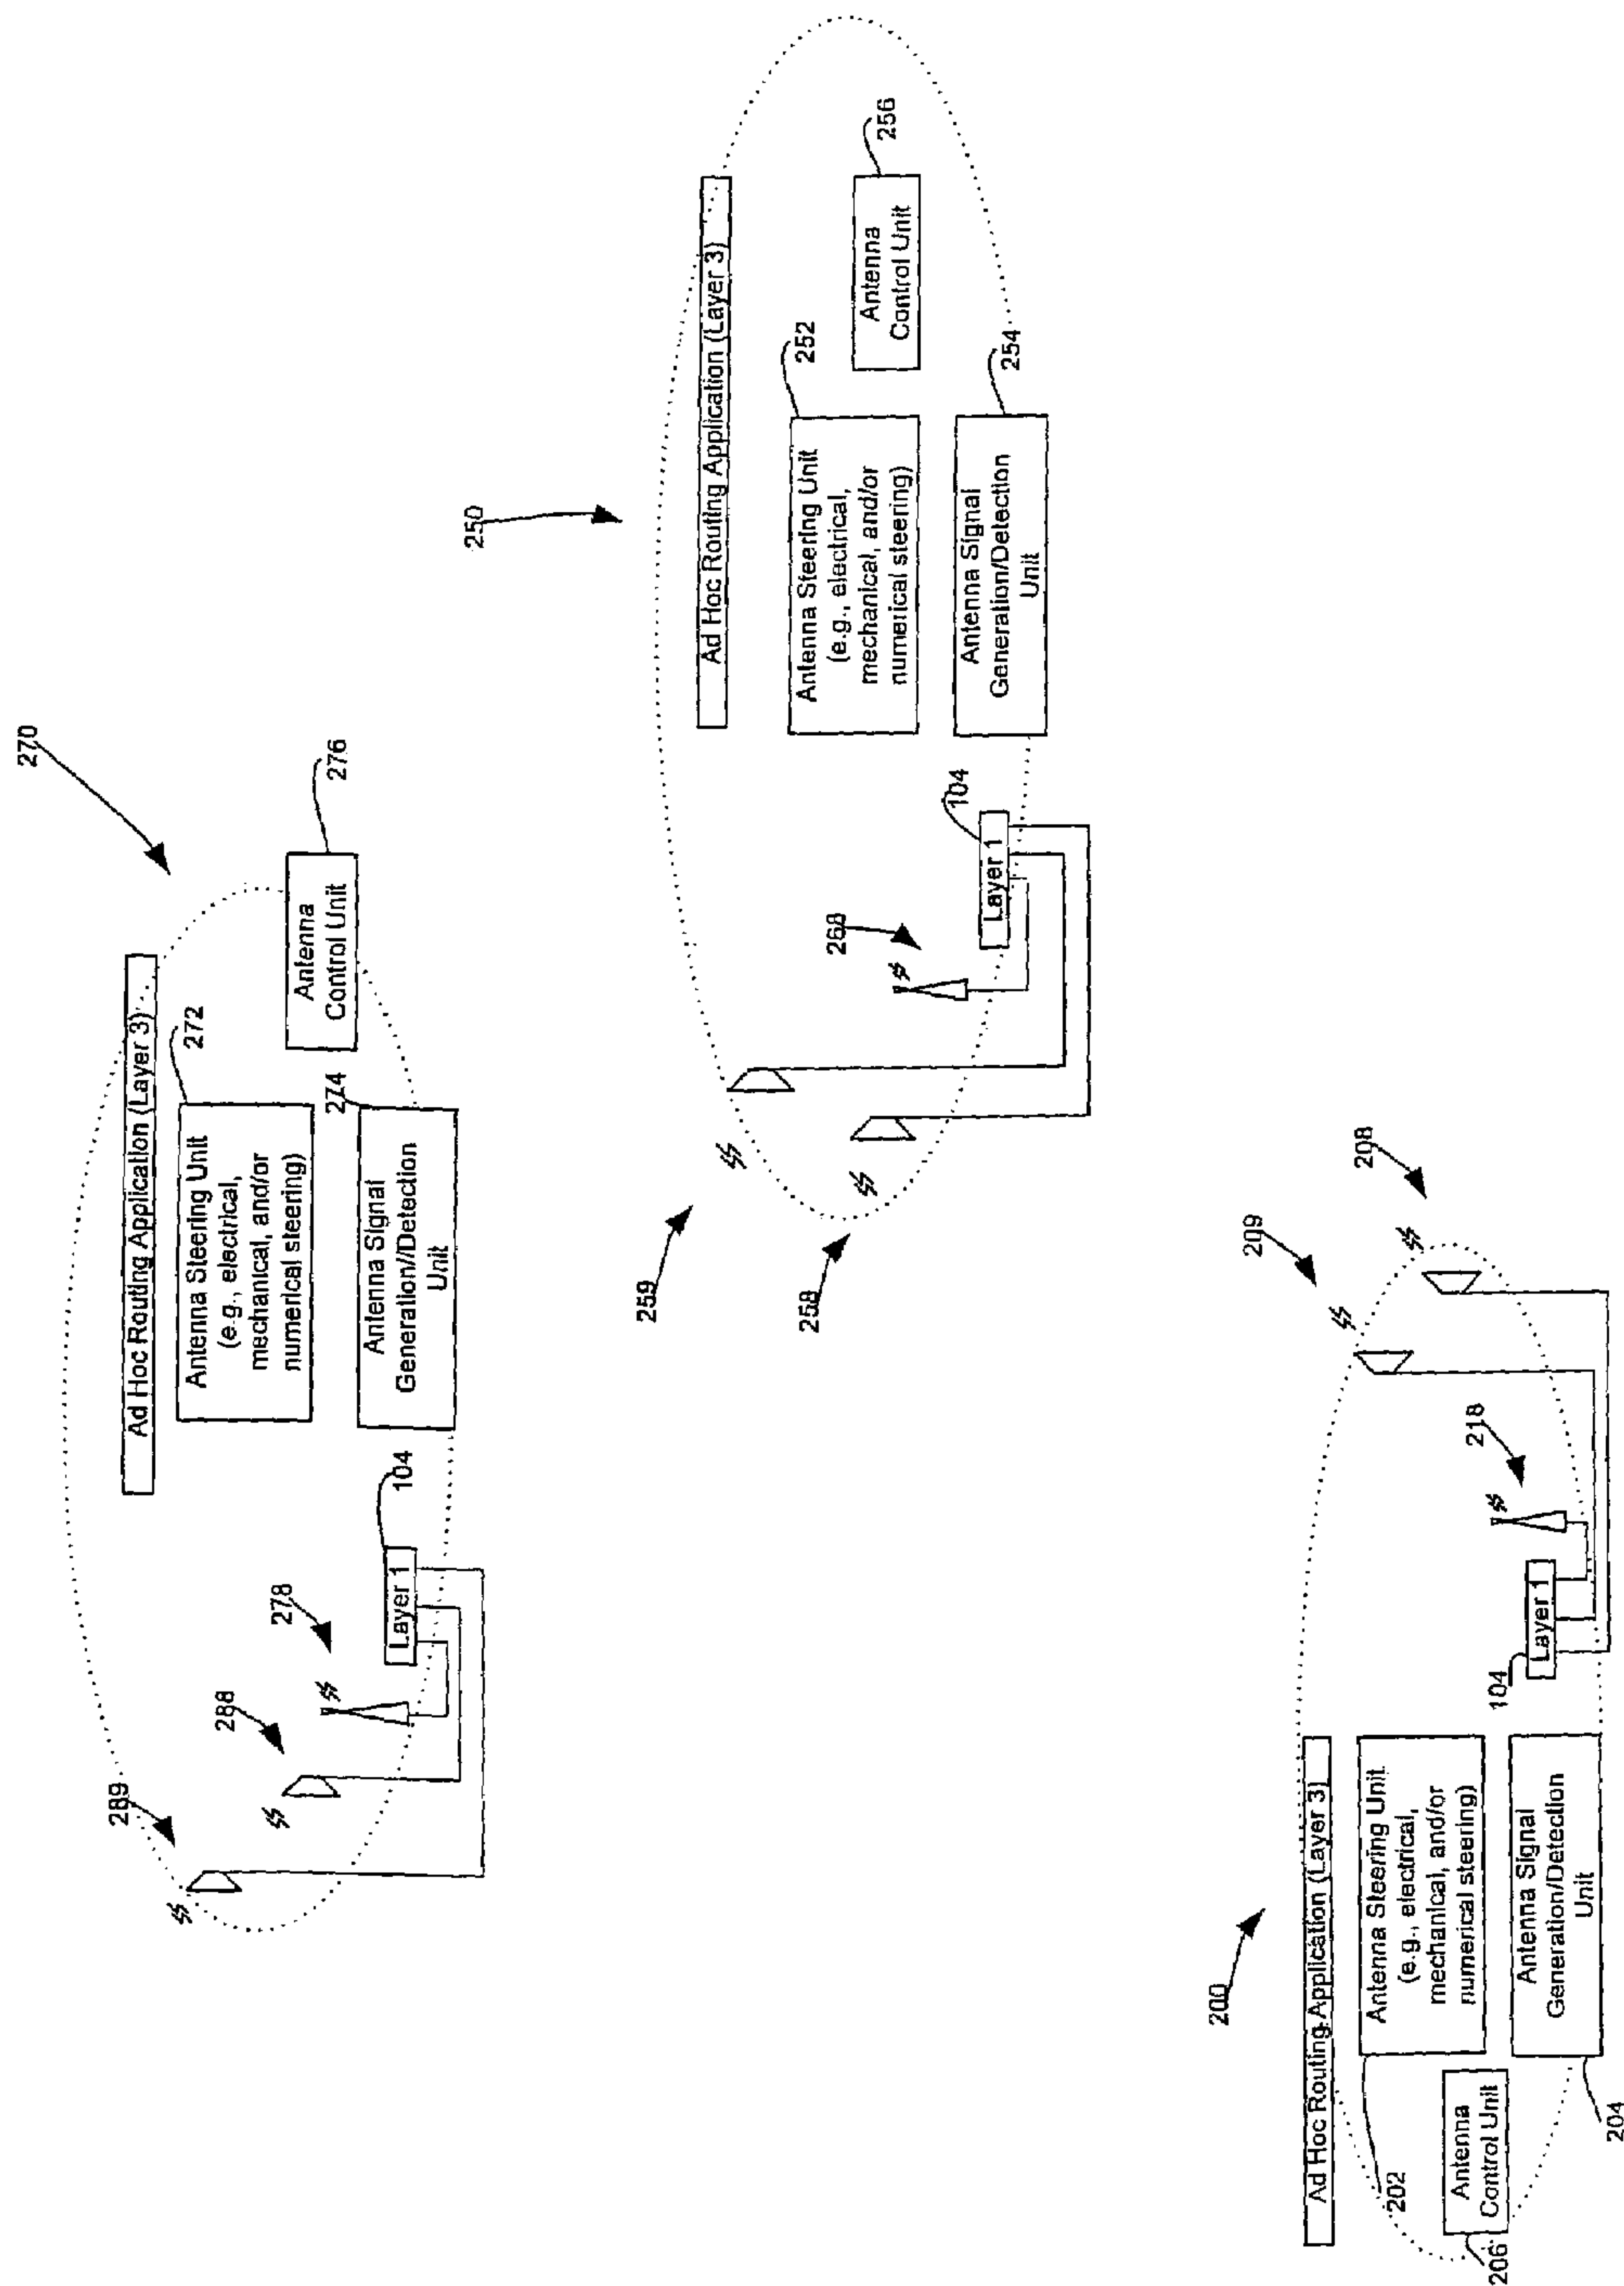 270
Ad Hoc Routing Application (Layer 3)
272
Antenna Steering Unit
(e.g., electrical,
mechanical, and/or
numerical steering)
276
Antenna
Control Unit
274
Antenna Signal
Generation/Detection
Unit
104
Layer 1
278
288
289
250
Ad Hoc Routing Application (Layer 3)
252
Antenna Steering Unit
(e.g., electrical,
mechanical, and/or
numerical steering)
256
Antenna
Control Unit
254
Antenna Signal
Generation/Detection
Unit
104
Layer 1
268
259
258
200
Ad Hoc Routing Application (Layer 3)
202
Antenna Steering Unit
(e.g., electrical,
mechanical, and/or
numerical steering)
206
Antenna
Control Unit
204
Antenna Signal
Generation/Detection
Unit
104
Layer 1
218
209
208